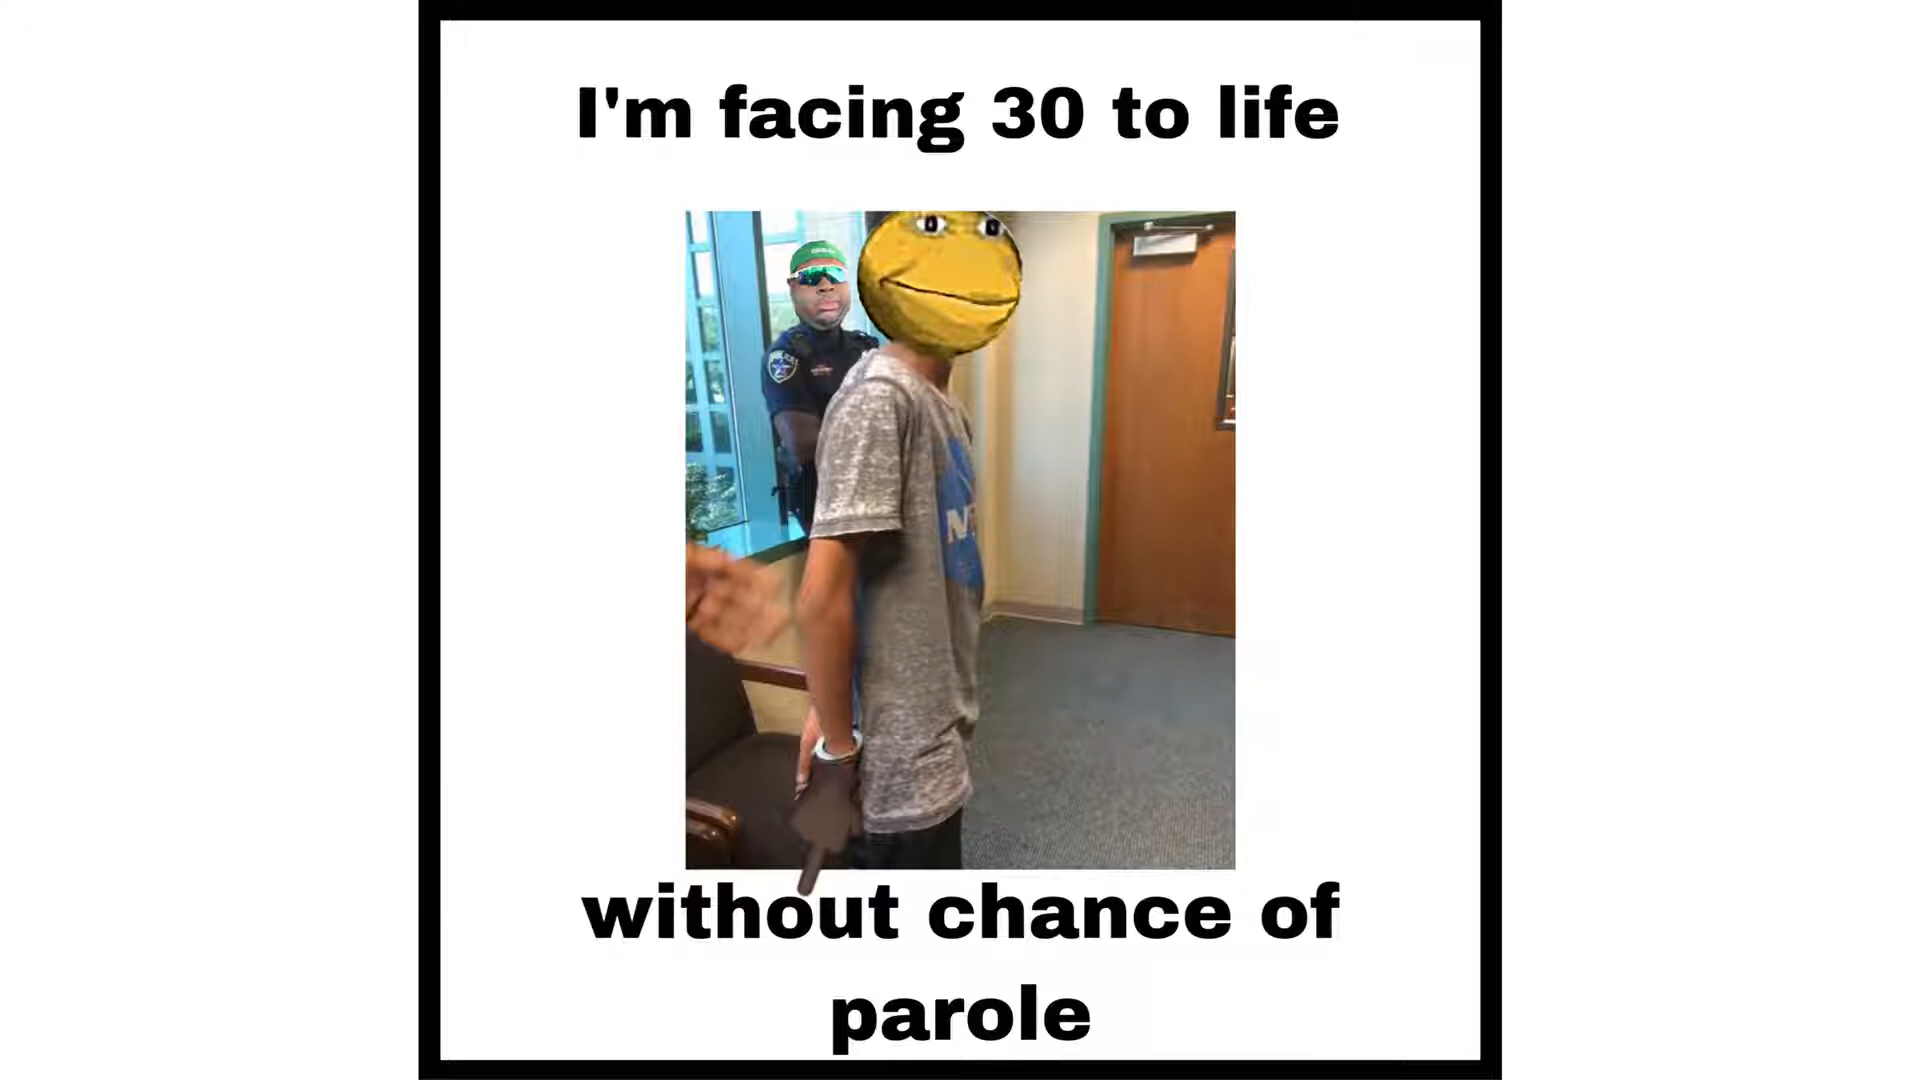 I'm facing 30 to life
without chance of
parole